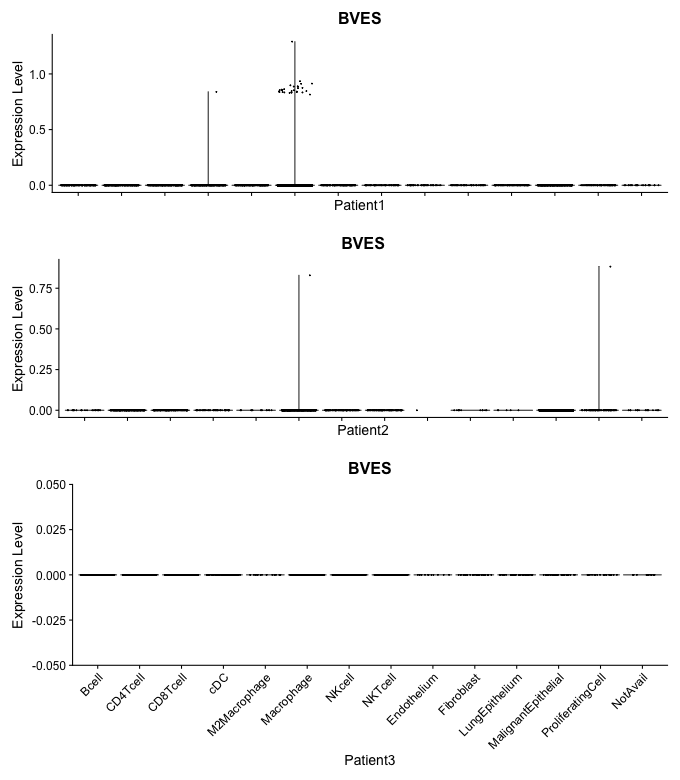 BVES
Expression Level
1.0
0.5
0.0
Patient1
BVES
Expression Level
0.75
0.50
0.25
0.00
Patient2
BVES
Expression Level
0.050
0.025
0.000
-0.025
-0.050
Bcell
CD4Tcell
CD8Tcell
cDC
M2Macrophage
Macrophage
NKcell
NKTcell
Endothelium
Fibroblast
LungEpithelium
MalignantEpithelial
ProliferatingCell
NotAvail
Patient3